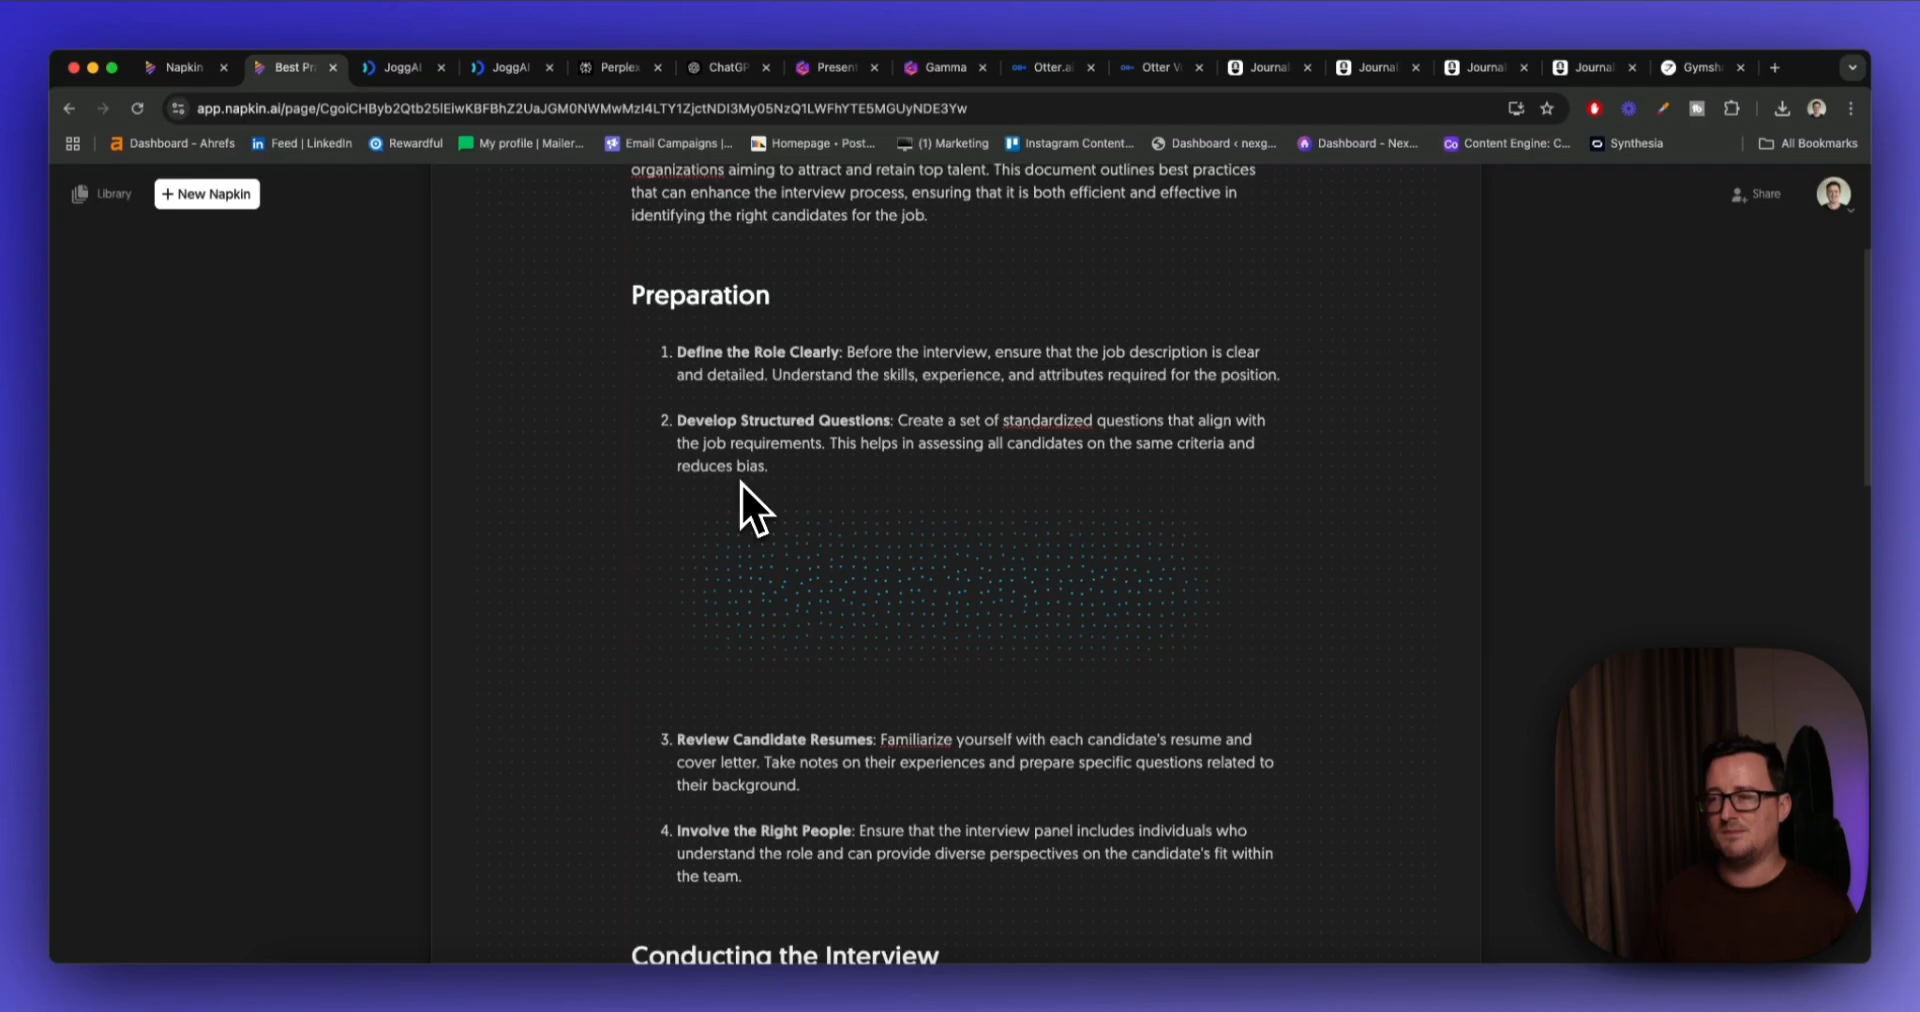 Napkin
Best Pr
JoggAI
JoggAI
Perplex
ChatGP
Presen
Gamma
Otter.ai
Otter V
Journal
Journal
Journal
Journal
Gymsh
Library
+ New Napkin
Share
Dashboard - Ahrefs
Feed | LinkedIn
Rewardful
My profile | Mailer...
Email Campaigns |...
Homepage • Post...
(1) Marketing
Instagram Content...
Dashboard ‹ nexg...
Dashboard - Nex...
Content Engine: C...
Synthesia
All Bookmarks
organizations aiming to attract and retain top talent. This document outlines best practices
that can enhance the interview process, ensuring that it is both efficient and effective in
identifying the right candidates for the job.
Preparation
1. Define the Role Clearly: Before the interview, ensure that the job description is clear
and detailed. Understand the skills, experience, and attributes required for the position.
2. Develop Structured Questions: Create a set of standardized questions that align with
the job requirements. This helps in assessing all candidates on the same criteria and
reduces bias.
3. Review Candidate Resumes: Familiarize yourself with each candidate's resume and
cover letter. Take notes on their experiences and prepare specific questions related to
their background.
4. Involve the Right People: Ensure that the interview panel includes individuals who
understand the role and can provide diverse perspectives on the candidate's fit within
the team.
Conducting the Interview